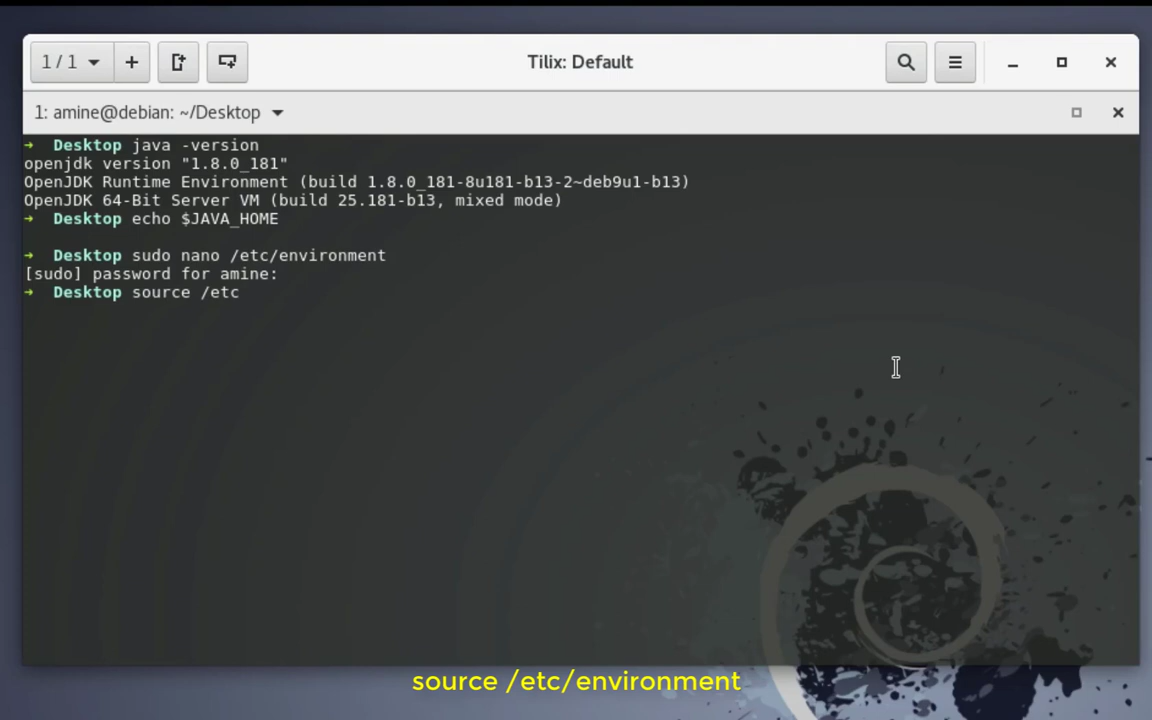 1 / 1
Tilix: Default
1: amine@debian: ~/Desktop
➜  Desktop java -version
openjdk version "1.8.0_181"
OpenJDK Runtime Environment (build 1.8.0_181-8u181-b13-2~deb9u1-b13)
OpenJDK 64-Bit Server VM (build 25.181-b13, mixed mode)
➜  Desktop echo $JAVA_HOME
➜  Desktop sudo nano /etc/environment
[sudo] password for amine:
➜  Desktop source /etc
source /etc/environment